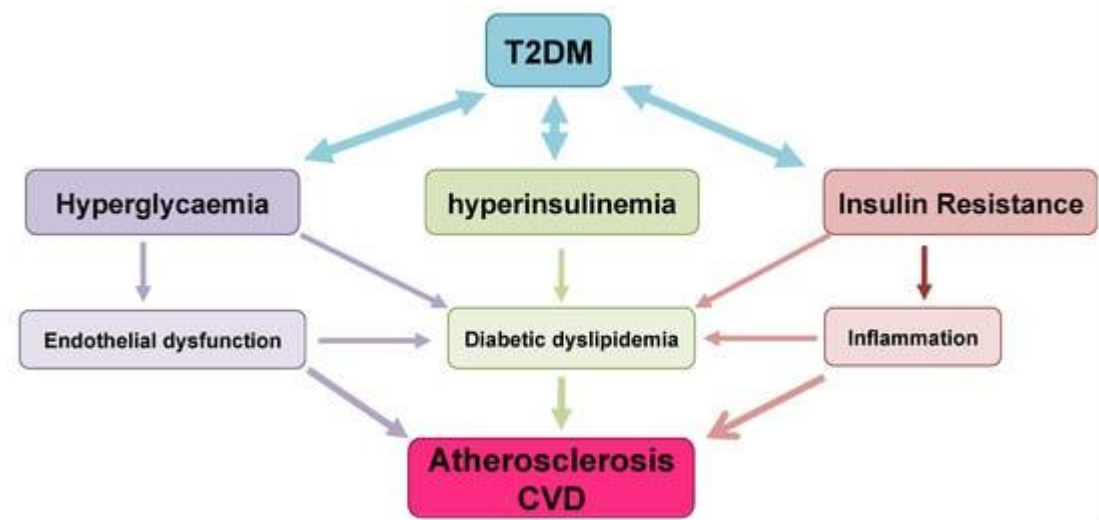 T2DM
Hyperglycaemia
hyperinsulinemia
Insulin Resistance
Endothelial dysfunction
Diabetic dyslipidemia
Inflammation
Atherosclerosis
CVD